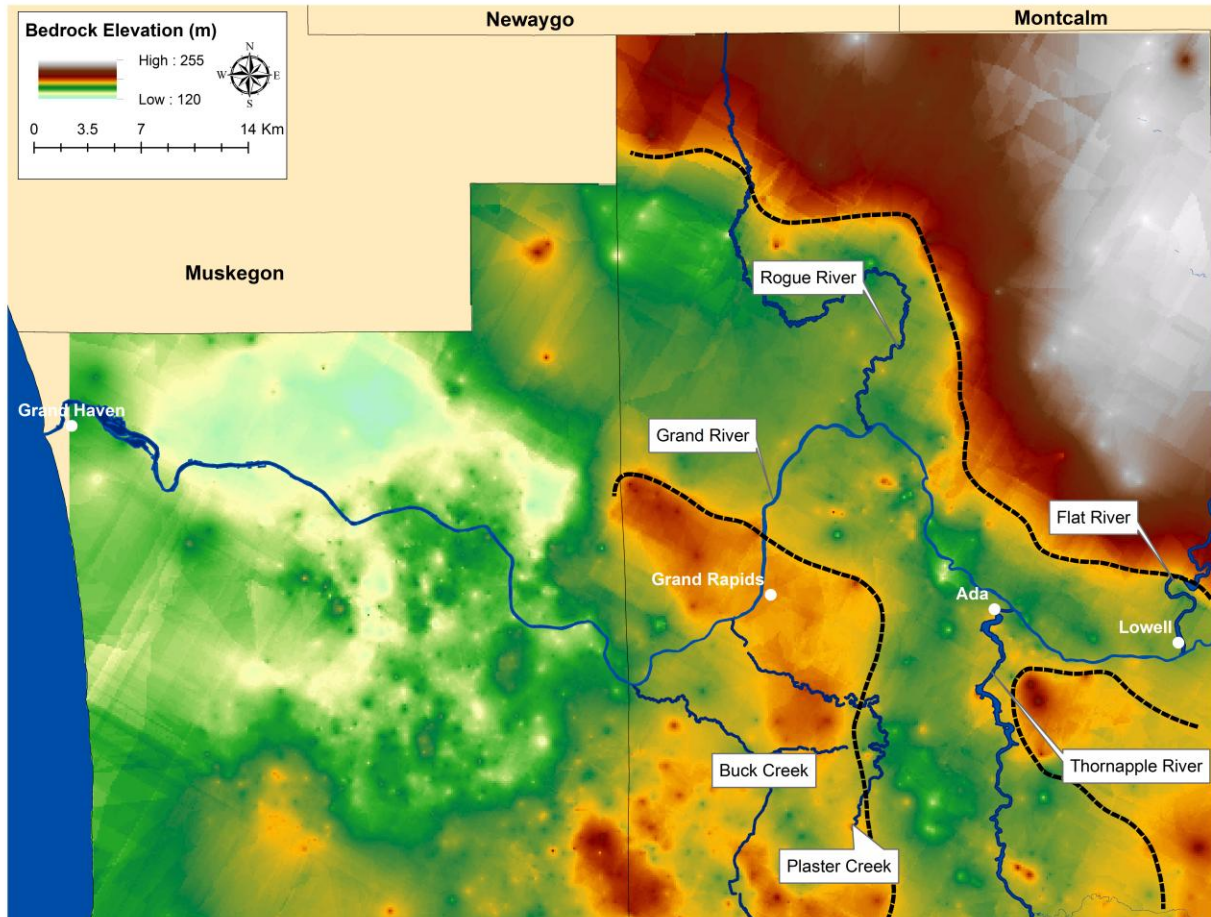 Newaygo
Montcalm
Bedrock Elevation (m)
High : 255
Low : 120
N
W
E
S
0 3.5 7 14 Km
Muskegon
Rogue River
Grand Haven
Grand River
Flat River
Grand Rapids
Ada
Lowell
Buck Creek
Thornapple River
Plaster Creek